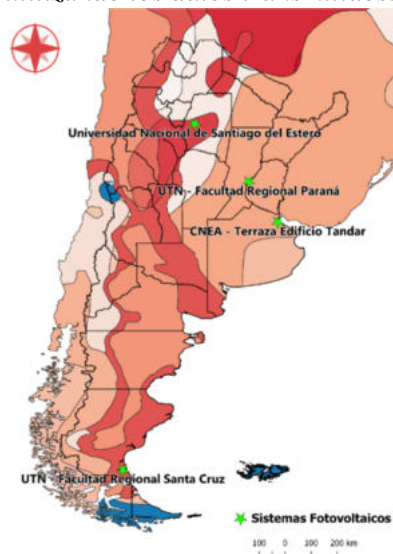 Universidad Nacional de Santiago del Estero
UTN - Facultad Regional Paraná
CNEA - Terraza Edificio Tandar
UTN - Facultad Regional Santa Cruz
Sistemas Fotovoltaicos
100 0 100 200 km